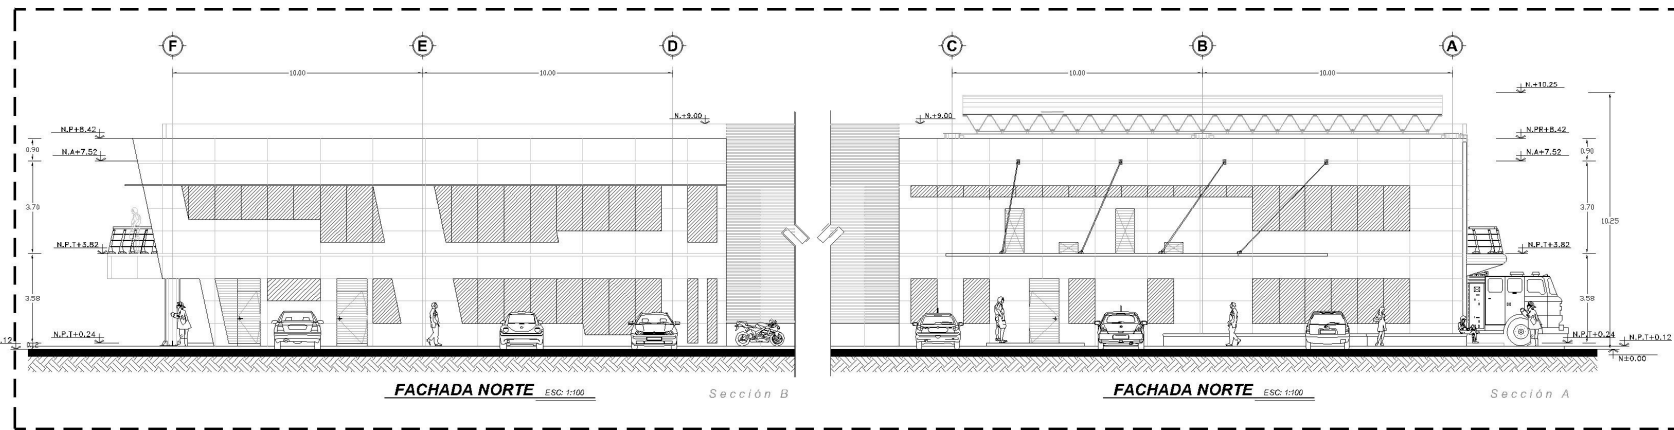 F E D C B A
10.00 10.00 10.00 10.00
N.+10.25
N.+9.00 N.+9.00
N.P+8.42 N.PR+8.42
0.90 0.90
N.A+7.52 N.A+7.52
3.70 3.70
10.25
N.P.T+3.82 N.P.T+3.82
3.58 3.58
N.P.T+0.24 N.P.T+0.24
N.P.T+0.12
N±0.00
FACHADA NORTE ESC: 1:100 Sección B
FACHADA NORTE ESC: 1:100 Sección A